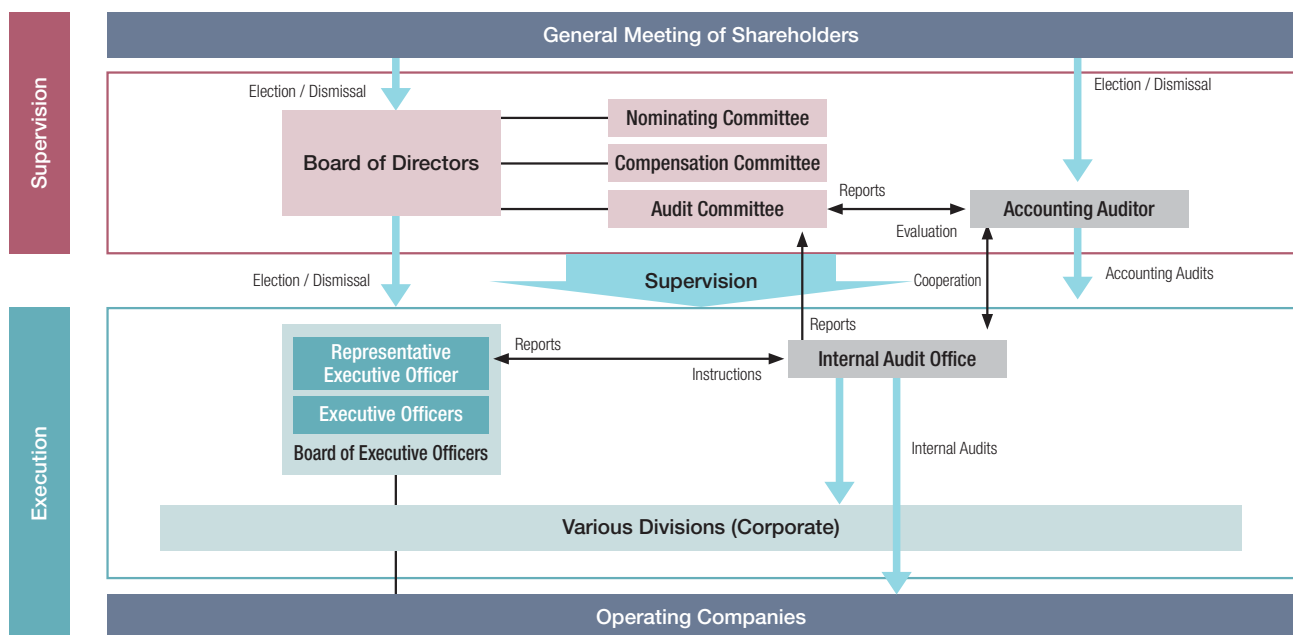 General Meeting of Shareholders
Supervision
Election / Dismissal
Election / Dismissal
Board of Directors
Nominating Committee
Compensation Committee
Audit Committee
Reports
Evaluation
Accounting Auditor
Election / Dismissal
Supervision
Cooperation
Accounting Audits
Execution
Representative
Executive Officer
Executive Officers
Board of Executive Officers
Reports
Instructions
Reports
Internal Audit Office
Internal Audits
Various Divisions (Corporate)
Operating Companies